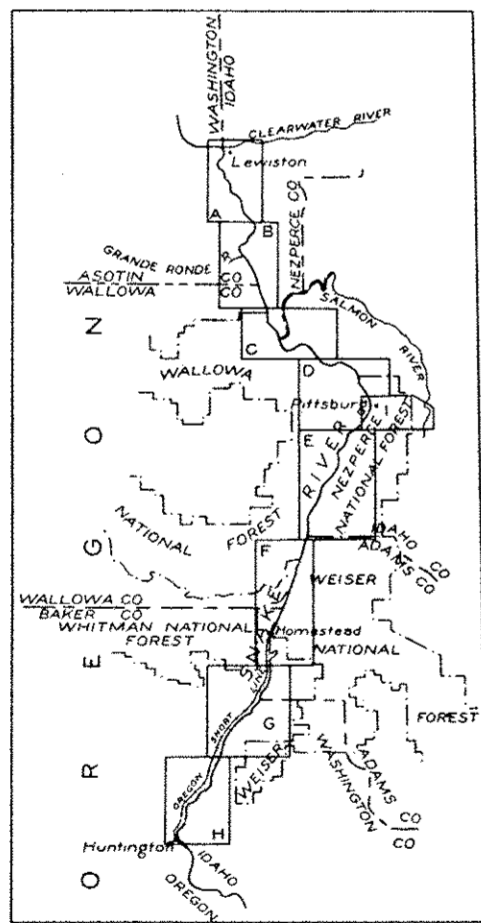 WASHINGTON
IDAHO
CLEARWATER RIVER
Lewiston
A
B
NEZPERCE CO
GRANDE RONDE
R
ASOTIN CO
WALLOWA CO
SALMON
RIVER
C
WALLOWA
D
Pittsburg
E
NEZPERCE
NATIONAL FOREST
SNAKE RIVER
NATIONAL
FOREST
IDAHO CO
ADAMS CO
F
WEISER
WALLOWA CO
BAKER CO
WHITMAN NATIONAL
FOREST
Homestead
NATIONAL
FOREST
OREGON SHORT LINE
G
WEISER
WASHINGTON CO
ADAMS CO
H
Huntington
IDAHO
OREGON
OREGON